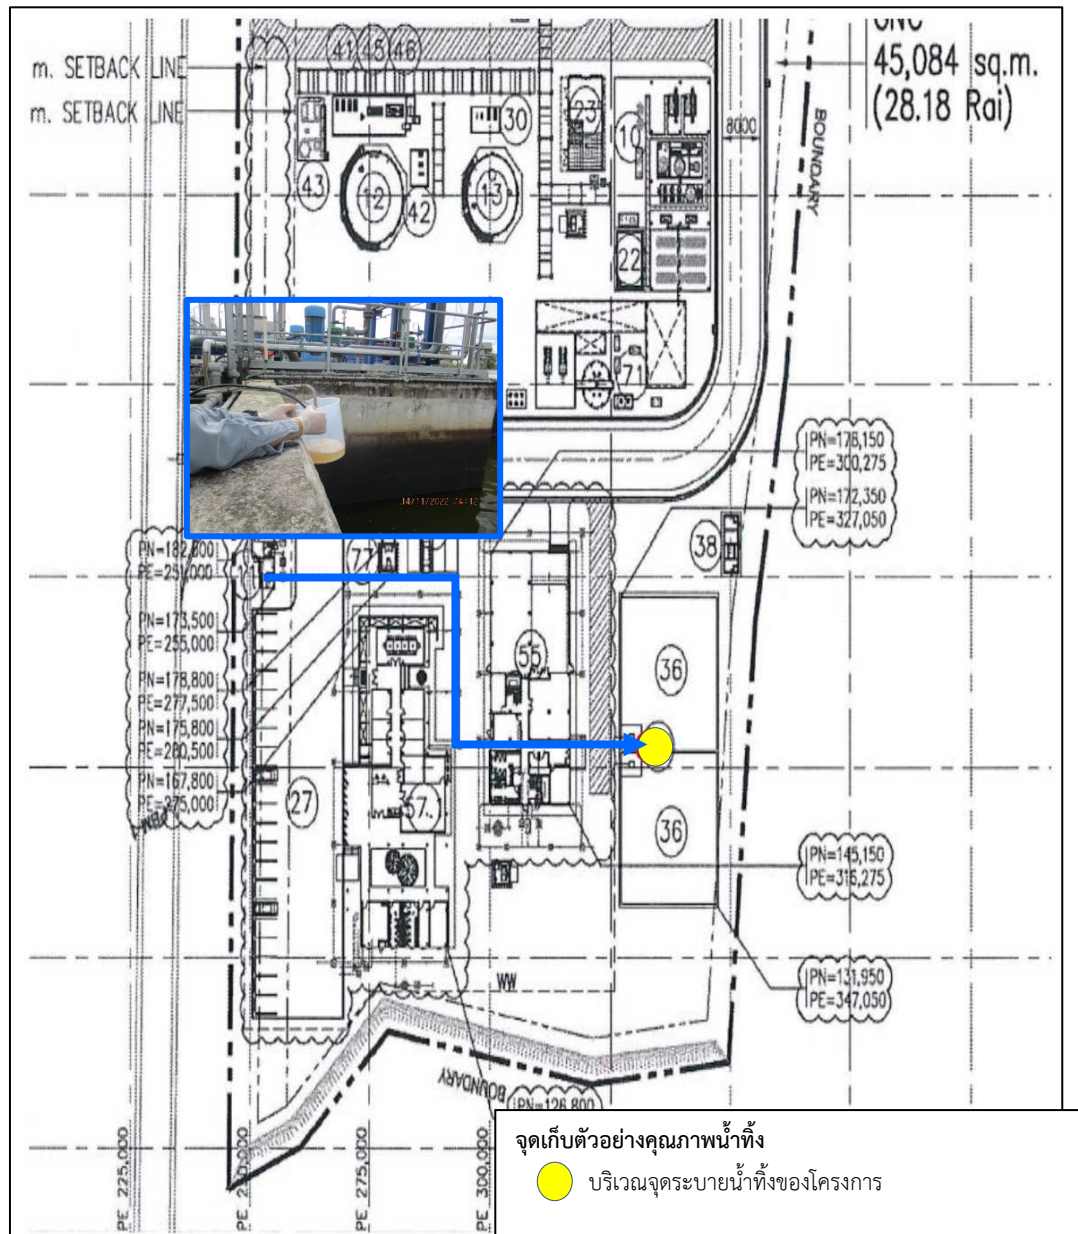 m. SETBACK LINE
m. SETBACK LINE
45,084 sq.m.
(28.18 Rai)
41
45
46
30
23
10
8000
BOUNDARY
43
12
42
13
22
71
14/11/2022 14:12
PN=178,150
PE=300,275
PN=172,350
PE=327,050
38
77
PN=182,800
PE=251,000
PN=173,500
PE=255,000
PN=178,800
PE=277,500
PN=175,800
PE=280,500
PN=167,800
PE=275,000
27
57
55
36
36
PN=145,150
PE=316,275
PN=131,950
PE=347,050
WW
BOUNDARY
PN=126,800
PE 225,000
PE 250,000
PE 275,000
PE 300,000
จุดเก็บตัวอย่างคุณภาพน้ำทิ้ง
บริเวณจุดระบายน้ำทิ้งของโครงการ